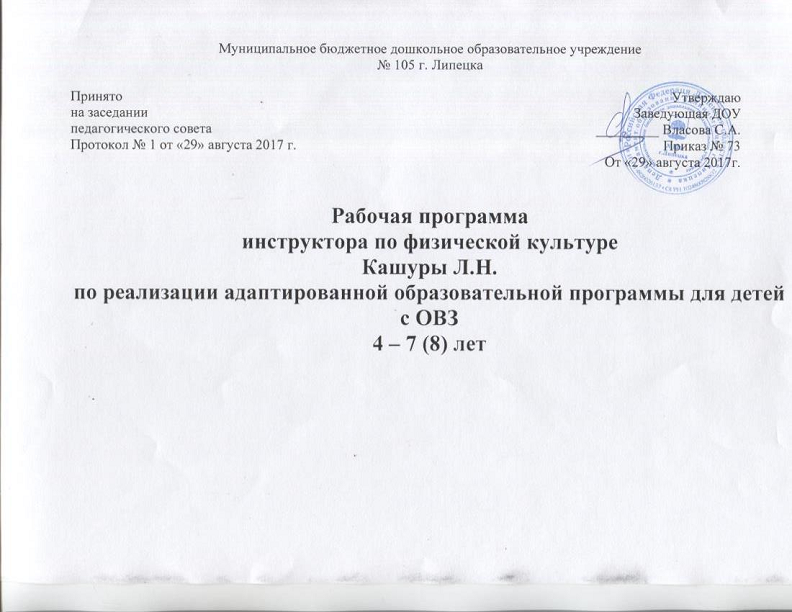 Муниципальное бюджетное дошкольное образовательное учреждение
№ 105 г. Липецка
Принято
на заседании
педагогического совета
Протокол № 1 от «29» августа 2017 г.
Утверждаю
Заведующая ДОУ
Власова С.А.
Приказ № 73
От «29» августа 2017г.
Рабочая программа
инструктора по физической культуре
Кашуры Л.Н.
по реализации адаптированной образовательной программы для детей
с ОВЗ
4 – 7 (8) лет